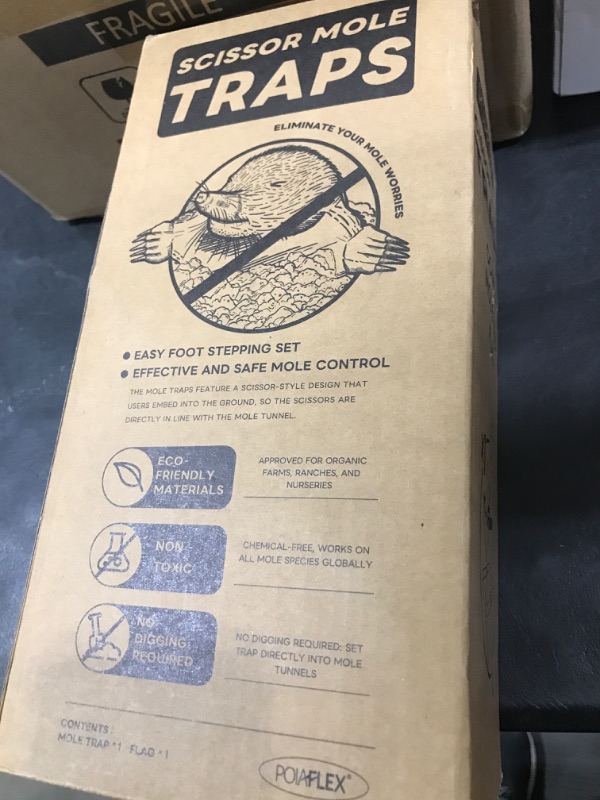 FRAGILE
SCISSOR MOLE
TRAPS
ELIMINATE YOUR MOLE WORRIES
● EASY FOOT STEPPING SET
● EFFECTIVE AND SAFE MOLE CONTROL
THE MOLE TRAPS FEATURE A SCISSOR-STYLE DESIGN THAT
USERS EMBED INTO THE GROUND, SO THE SCISSORS ARE
DIRECTLY IN LINE WITH THE MOLE TUNNEL.
ECO-
FRIENDLY
MATERIALS
APPROVED FOR ORGANIC
FARMS, RANCHES, AND
NURSERIES
NON
TOXIC
CHEMICAL-FREE, WORKS ON
ALL MOLE SPECIES GLOBALLY
NO
DIGGING
REQUIRED
NO DIGGING REQUIRED: SET
TRAP DIRECTLY INTO MOLE
TUNNELS
CONTENTS:
MOLE TRAP *1 FLAG *1
POIAFLEX®